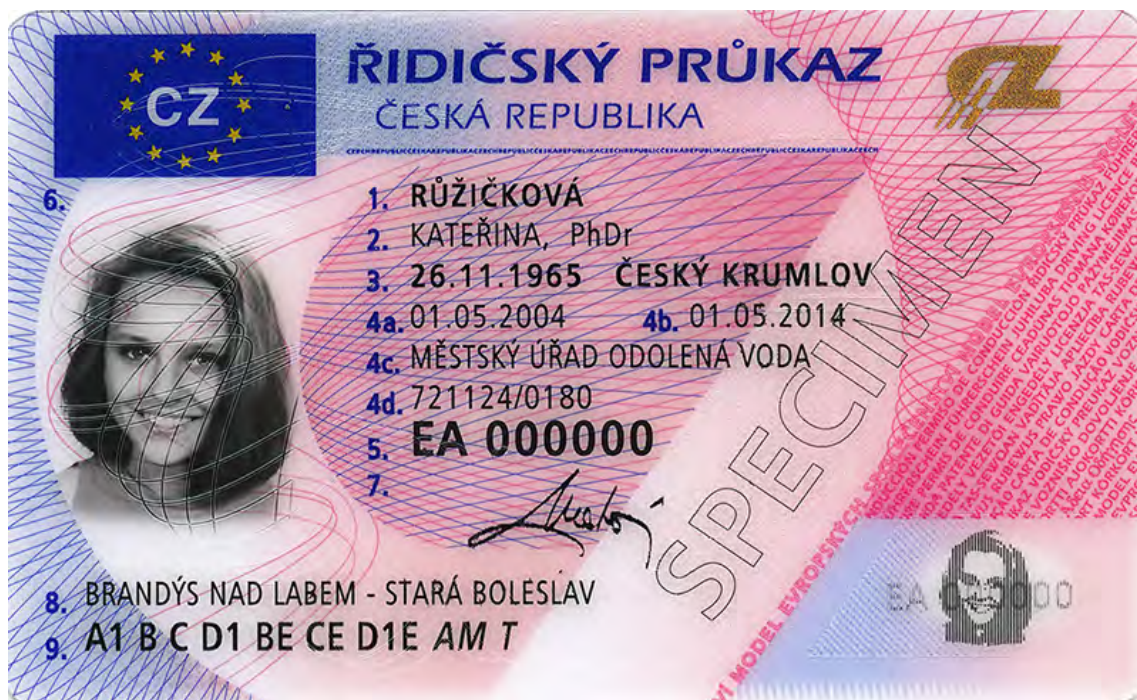 CZ
ŘIDIČSKÝ PRŮKAZ
ČESKÁ REPUBLIKA
CZ
6.
1. RŮŽIČKOVÁ
2. KATEŘINA, PhDr
3. 26.11.1965 ČESKÝ KRUMLOV
4a. 01.05.2004 4b. 01.05.2014
4c. MĚSTSKÝ ÚŘAD ODOLENÁ VODA
4d. 721124/0180
5. EA 000000
7.
SPECIMEN
8. BRANDÝS NAD LABEM - STARÁ BOLESLAV
9. A1 B C D1 BE CE D1E AM T